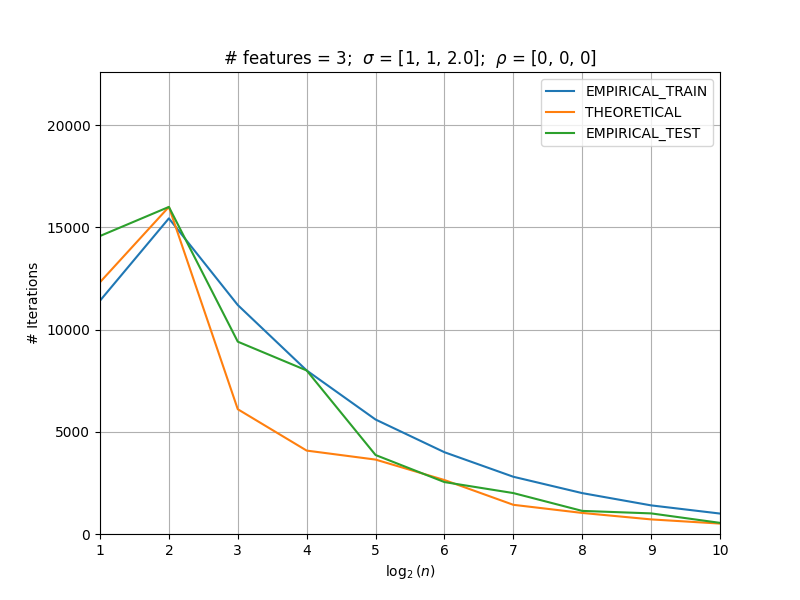 # features = 3; σ = [1, 1, 2.0]; ρ = [0, 0, 0]
EMPIRICAL_TRAIN
THEORETICAL
EMPIRICAL_TEST
# Iterations
20000
15000
10000
5000
0
1 2 3 4 5 6 7 8 9 10
log₂(n)